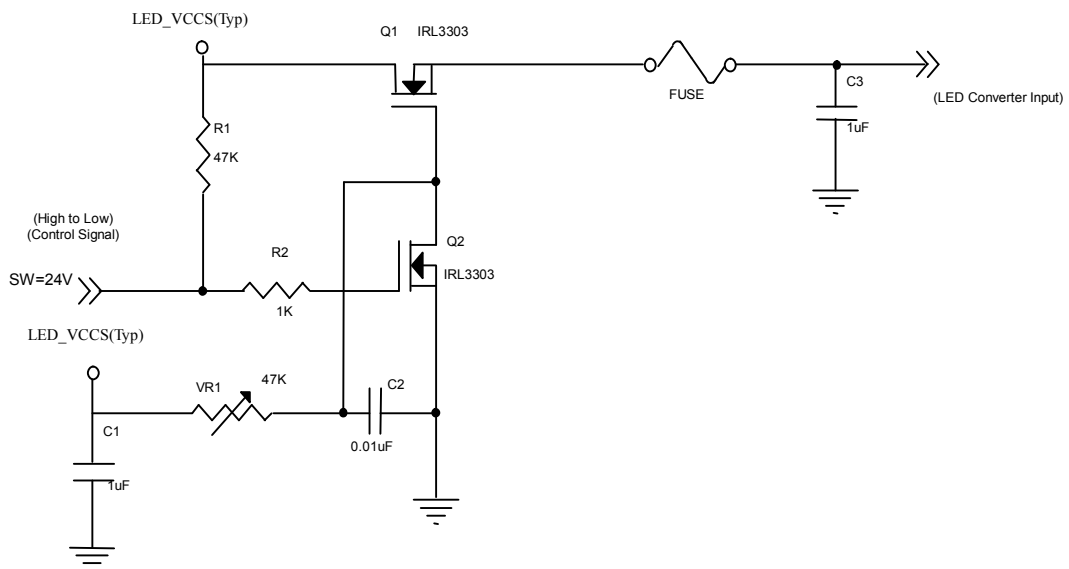 LED_VCCS(Typ)
Q1 IRL3303
FUSE
C3
(LED Converter Input)
1uF
R1
47K
(High to Low)
(Control Signal)
SW=24V
R2
1K
Q2
IRL3303
LED_VCCS(Typ)
VR1
47K
C2
0.01uF
C1
1uF